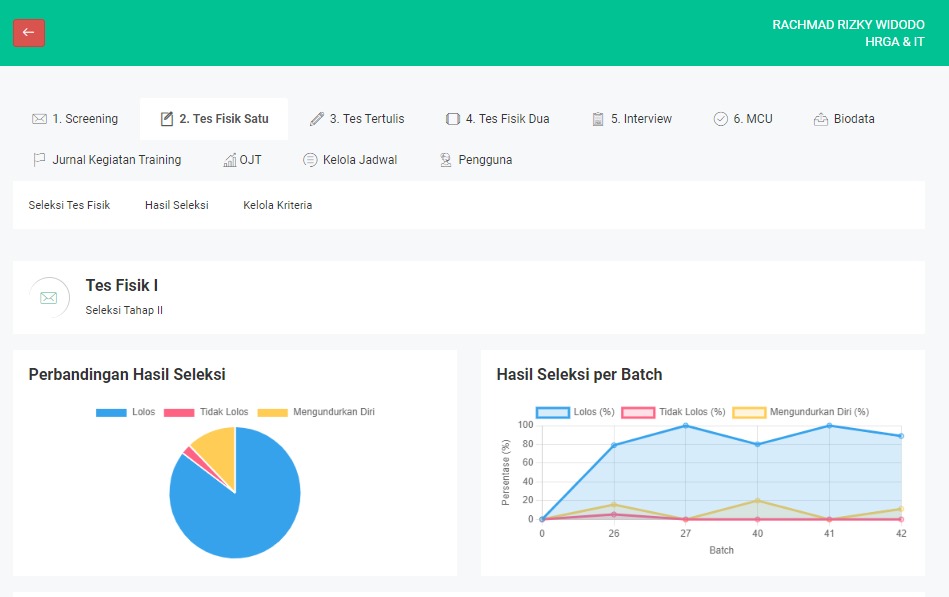 RACHMAD RIZKY WIDODO
HRGA & IT
1. Screening
2. Tes Fisik Satu
3. Tes Tertulis
4. Tes Fisik Dua
5. Interview
6. MCU
Biodata
Jurnal Kegiatan Training
OJT
Kelola Jadwal
Pengguna
Seleksi Tes Fisik
Hasil Seleksi
Kelola Kriteria
Tes Fisik I
Seleksi Tahap II
Perbandingan Hasil Seleksi
Lolos
Tidak Lolos
Mengundurkan Diri
Hasil Seleksi per Batch
Lolos (%)
Tidak Lolos (%)
Mengundurkan Diri (%)
Persentase (%)
100
80
60
40
20
0
0
26
27
40
41
42
Batch